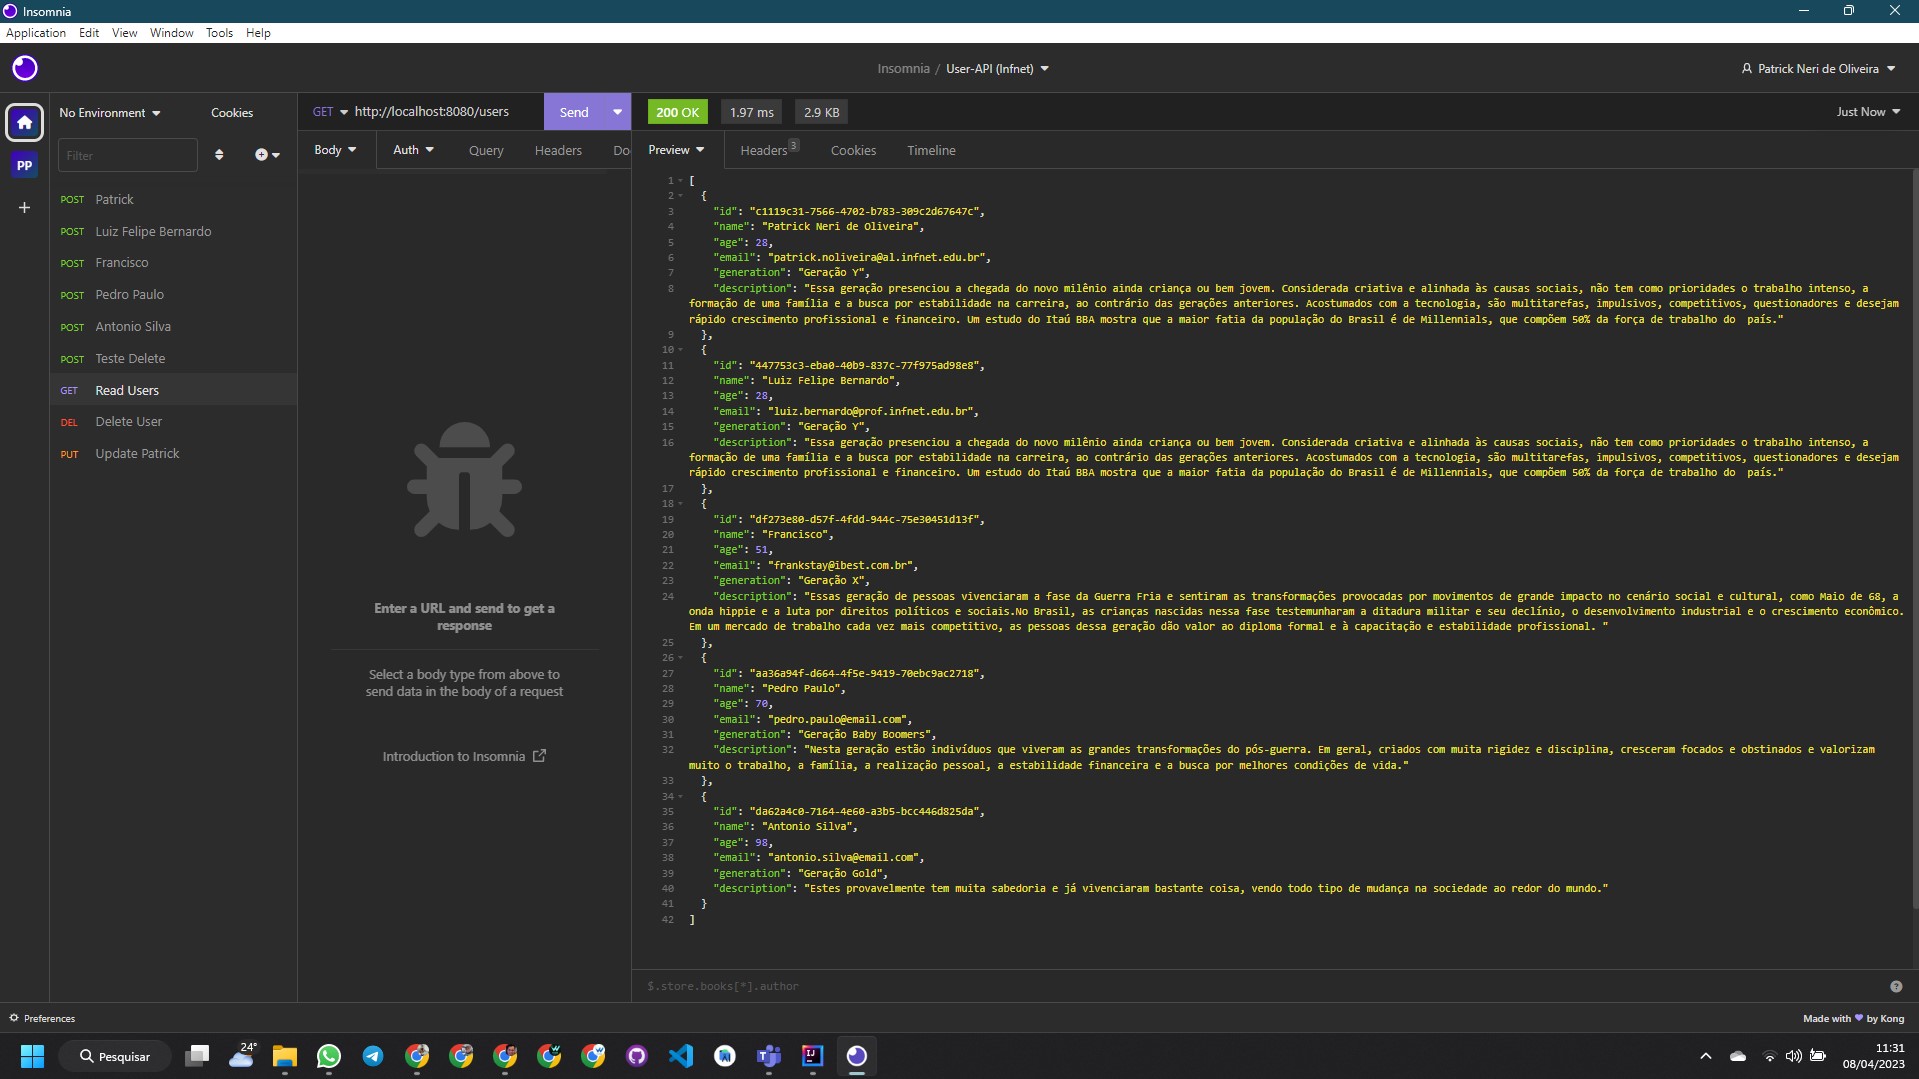 Insomnia
Application Edit View Window Tools Help
Insomnia / User-API (Infnet)
Patrick Neri de Oliveira
No Environment
Cookies
GET http://localhost:8080/users
Send
200 OK
1.97 ms
2.9 KB
Just Now
PP
Filter
Body Auth Query Headers Do
Preview Headers 3 Cookies Timeline
POST Patrick
POST Luiz Felipe Bernardo
POST Francisco
POST Pedro Paulo
POST Antonio Silva
POST Teste Delete
GET Read Users
DEL Delete User
PUT Update Patrick
Enter a URL and send to get a
response
Select a body type from above to
send data in the body of a request
Introduction to Insomnia
1 [
2 {
3 "id": "c1119c31-7566-4702-b783-309c2d67647c",
4 "name": "Patrick Neri de Oliveira",
5 "age": 28,
6 "email": "patrick.noliveira@al.infnet.edu.br",
7 "generation": "Geração Y",
8 "description": "Essa geração presenciou a chegada do novo milênio ainda criança ou bem jovem. Considerada criativa e alinhada às causas sociais, não tem como prioridades o trabalho intenso, a
formação de uma família e a busca por estabilidade na carreira, ao contrário das gerações anteriores. Acostumados com a tecnologia, são multitarefas, impulsivos, competitivos, questionadores e desejam
rápido crescimento profissional e financeiro. Um estudo do Itaú BBA mostra que a maior fatia da população do Brasil é de Millennials, que compõem 50% da força de trabalho do  país."
9 },
10 {
11 "id": "447753c3-eba0-40b9-837c-77f975ad98e8",
12 "name": "Luiz Felipe Bernardo",
13 "age": 28,
14 "email": "luiz.bernardo@prof.infnet.edu.br",
15 "generation": "Geração Y",
16 "description": "Essa geração presenciou a chegada do novo milênio ainda criança ou bem jovem. Considerada criativa e alinhada às causas sociais, não tem como prioridades o trabalho intenso, a
formação de uma família e a busca por estabilidade na carreira, ao contrário das gerações anteriores. Acostumados com a tecnologia, são multitarefas, impulsivos, competitivos, questionadores e desejam
rápido crescimento profissional e financeiro. Um estudo do Itaú BBA mostra que a maior fatia da população do Brasil é de Millennials, que compõem 50% da força de trabalho do  país."
17 },
18 {
19 "id": "df273e80-d57f-4fdd-944c-75e30451d13f",
20 "name": "Francisco",
21 "age": 51,
22 "email": "frankstay@ibest.com.br",
23 "generation": "Geração X",
24 "description": "Essas geração de pessoas vivenciaram a fase da Guerra Fria e sentiram as transformações provocadas por movimentos de grande impacto no cenário social e cultural, como Maio de 68, a
onda hippie e a luta por direitos políticos e sociais.No Brasil, as crianças nascidas nessa fase testemunharam a ditadura militar e seu declínio, o desenvolvimento industrial e o crescimento econômico.
Em um mercado de trabalho cada vez mais competitivo, as pessoas dessa geração dão valor ao diploma formal e à capacitação e estabilidade profissional. "
25 },
26 {
27 "id": "aa36a94f-d664-4f5e-9419-70ebc9ac2718",
28 "name": "Pedro Paulo",
29 "age": 70,
30 "email": "pedro.paulo@email.com",
31 "generation": "Geração Baby Boomers",
32 "description": "Nesta geração estão indivíduos que viveram as grandes transformações do pós-guerra. Em geral, criados com muita rigidez e disciplina, cresceram focados e obstinados e valorizam
muito o trabalho, a família, a realização pessoal, a estabilidade financeira e a busca por melhores condições de vida."
33 },
34 {
35 "id": "da62a4c0-7164-4e60-a3b5-bcc446d825da",
36 "name": "Antonio Silva",
37 "age": 98,
38 "email": "antonio.silva@email.com",
39 "generation": "Geração Gold",
40 "description": "Estes provavelmente tem muita sabedoria e já vivenciaram bastante coisa, vendo todo tipo de mudança na sociedade ao redor do mundo."
41 }
42 ]
$.store.books[*].author
Preferences
Made with by Kong
Pesquisar
24°
11:31
08/04/2023